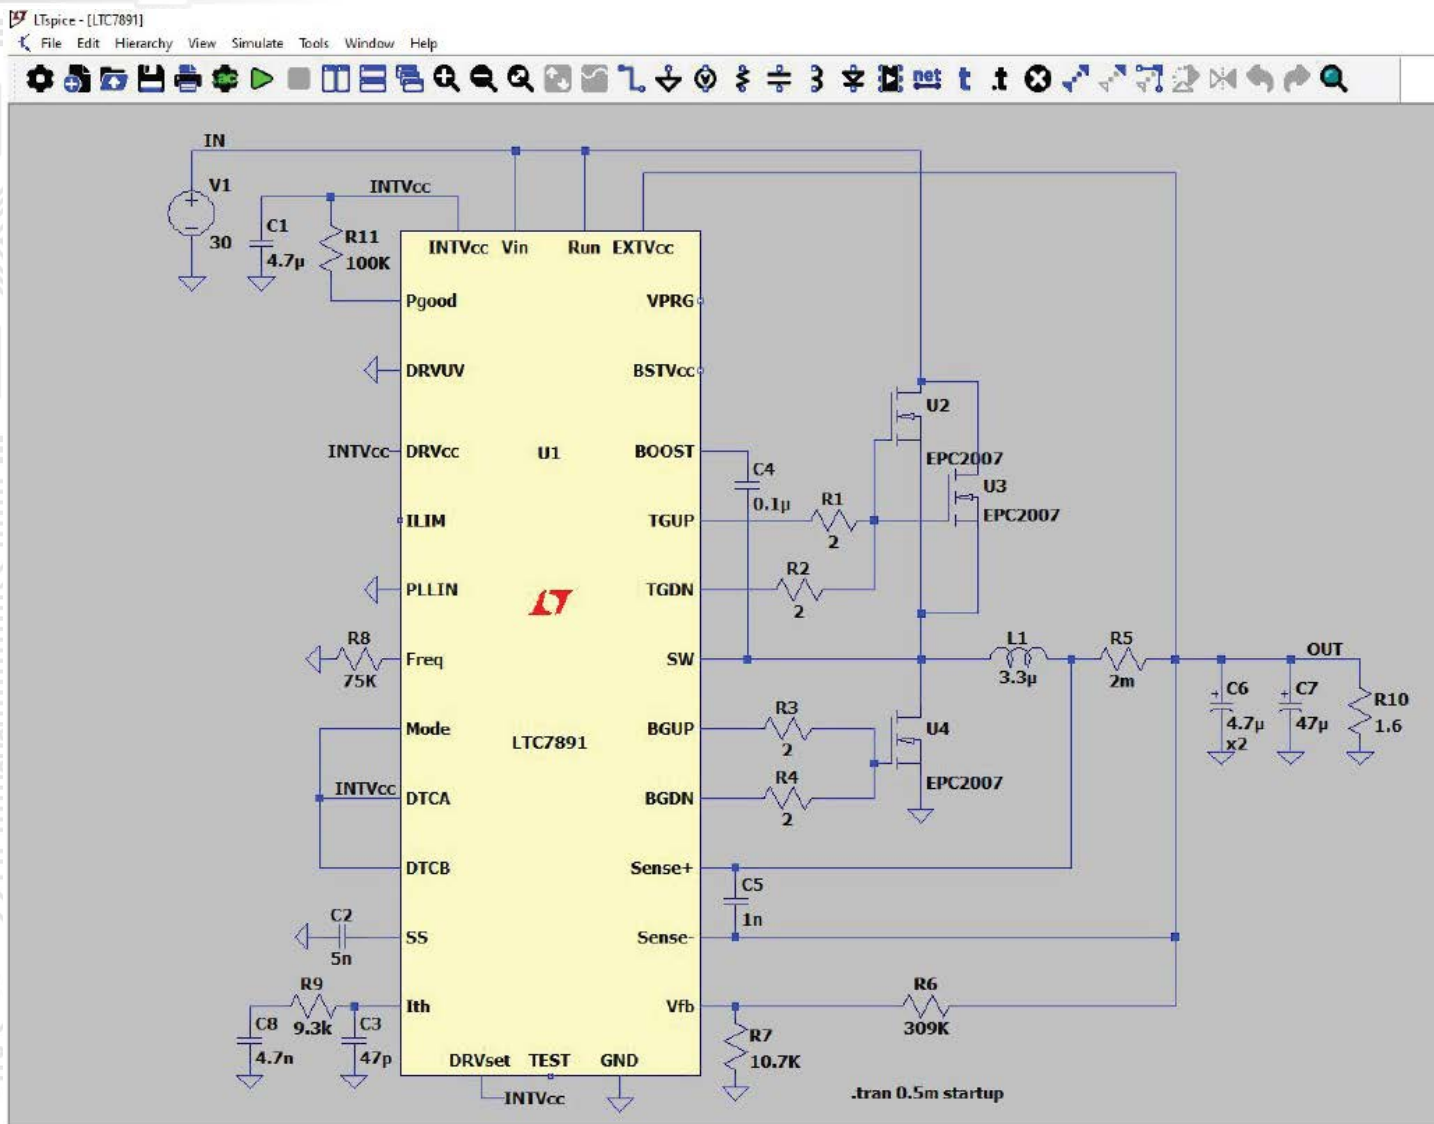 LTspice - [LTC7891]
File Edit Hierarchy View Simulate Tools Window Help
IN
V1
30
C1
4.7µ
INTVcc
R11
100K
INTVcc Vin Run EXTVcc
Pgood VPRG
DRVUV BSTVcc
INTVcc DRVcc U1 BOOST
C4
0.1µ
ILIM TGUP
R1
2
PLLIN TGDN
R2
2
U2
EPC2007
U3
EPC2007
R8
75K
Freq SW
L1
3.3µ
R5
2m
OUT
C6
4.7µ
x2
C7
47µ
R10
1.6
Mode LTC7891 BGUP
R3
2
INTVcc DTCA BGDN
R4
2
U4
EPC2007
DTCB Sense+
C5
1n
C2
5n
SS Sense-
R9
9.3k
Ith Vfb
C8
4.7n
C3
47p
R6
309K
R7
10.7K
DRVset TEST GND
INTVcc
.tran 0.5m startup
net
t
.t